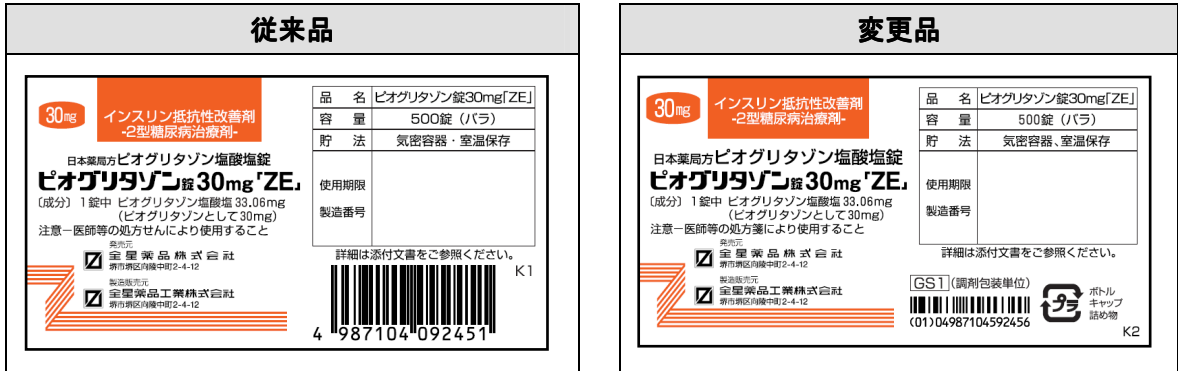 従来品
30mg
インスリン抵抗性改善剤
-2型糖尿病治療剤-
日本薬局方ピオグリタゾン塩酸塩錠
ピオグリタゾン錠30mg「ZE」
〔成分〕1錠中 ピオグリタゾン塩酸塩 33.06mg
(ピオグリタゾンとして30mg)
注意－医師等の処方せんにより使用すること
発売元
全星薬品株式会社
堺市堺区向陵中町2-4-12
製造販売元
全星薬品工業株式会社
堺市堺区向陵中町2-4-12
品 名 ピオグリタゾン錠30mg「ZE」
容 量 500錠（バラ）
貯 法 気密容器・室温保存
使用期限
製造番号
詳細は添付文書をご参照ください。
K1
4 987104 092451
変更品
30mg
インスリン抵抗性改善剤
-2型糖尿病治療剤-
日本薬局方ピオグリタゾン塩酸塩錠
ピオグリタゾン錠30mg「ZE」
〔成分〕1錠中 ピオグリタゾン塩酸塩 33.06mg
(ピオグリタゾンとして30mg)
注意－医師等の処方箋により使用すること
発売元
全星薬品株式会社
堺市堺区向陵中町2-4-12
製造販売元
全星薬品工業株式会社
堺市堺区向陵中町2-4-12
品 名 ピオグリタゾン錠30mg「ZE」
容 量 500錠（バラ）
貯 法 気密容器、室温保存
使用期限
製造番号
詳細は添付文書をご参照ください。
GS1 (調剤包装単位)
(01)04987104592456
プラ
ボトル
キャップ
詰め物
K2